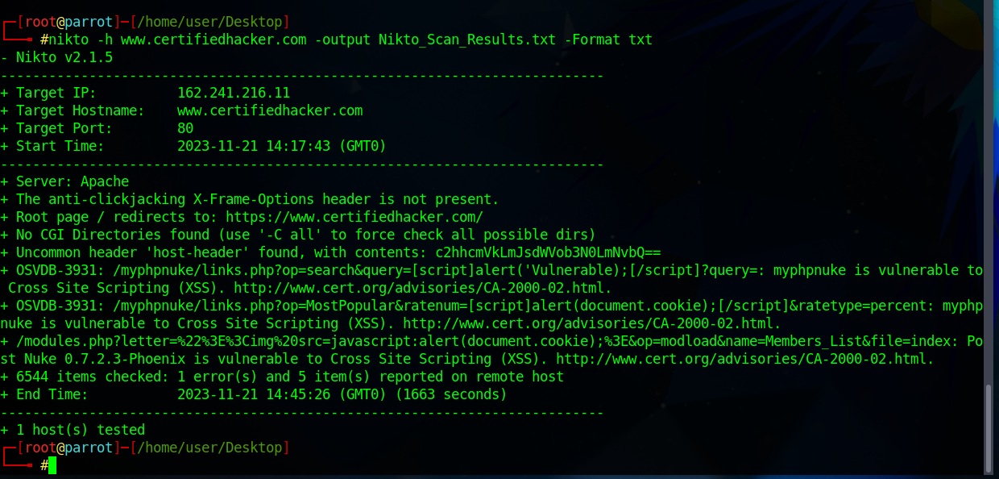 ┌─[root@parrot]─[/home/user/Desktop]
└──╼ #nikto -h www.certifiedhacker.com -output Nikto_Scan_Results.txt -Format txt
- Nikto v2.1.5
---------------------------------------------------------------------------
+ Target IP:          162.241.216.11
+ Target Hostname:    www.certifiedhacker.com
+ Target Port:        80
+ Start Time:         2023-11-21 14:17:43 (GMT0)
---------------------------------------------------------------------------
+ Server: Apache
+ The anti-clickjacking X-Frame-Options header is not present.
+ Root page / redirects to: https://www.certifiedhacker.com/
+ No CGI Directories found (use '-C all' to force check all possible dirs)
+ Uncommon header 'host-header' found, with contents: c2hhcmVkLmJsdWVob3N0LmNvbQ==
+ OSVDB-3931: /myphpnuke/links.php?op=search&query=[script]alert('Vulnerable);[/script]?query=: myphpnuke is vulnerable to
 Cross Site Scripting (XSS). http://www.cert.org/advisories/CA-2000-02.html.
+ OSVDB-3931: /myphpnuke/links.php?op=MostPopular&ratenum=[script]alert(document.cookie);[/script]&ratetype=percent: myphp
nuke is vulnerable to Cross Site Scripting (XSS). http://www.cert.org/advisories/CA-2000-02.html.
+ /modules.php?letter=%22%3E%3Cimg%20src=javascript:alert(document.cookie);%3E&op=modload&name=Members_List&file=index: Po
st Nuke 0.7.2.3-Phoenix is vulnerable to Cross Site Scripting (XSS). http://www.cert.org/advisories/CA-2000-02.html.
+ 6544 items checked: 1 error(s) and 5 item(s) reported on remote host
+ End Time:           2023-11-21 14:45:26 (GMT0) (1663 seconds)
---------------------------------------------------------------------------
+ 1 host(s) tested
┌─[root@parrot]─[/home/user/Desktop]
└──╼ #